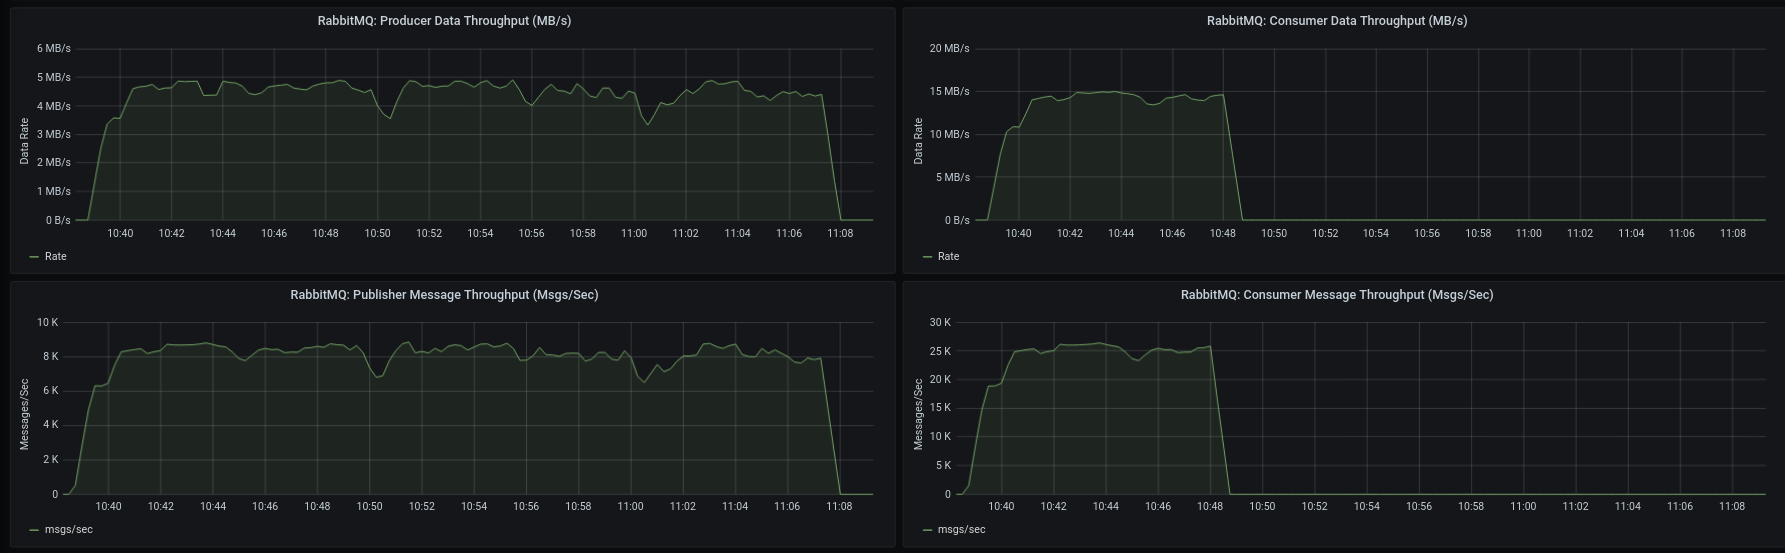 RabbitMQ: Producer Data Throughput (MB/s)
6 MB/s
5 MB/s
4 MB/s
3 MB/s
2 MB/s
1 MB/s
0 B/s
Data Rate
10:40 10:42 10:44 10:46 10:48 10:50 10:52 10:54 10:56 10:58 11:00 11:02 11:04 11:06 11:08
Rate
RabbitMQ: Consumer Data Throughput (MB/s)
20 MB/s
15 MB/s
10 MB/s
5 MB/s
0 B/s
Data Rate
10:40 10:42 10:44 10:46 10:48 10:50 10:52 10:54 10:56 10:58 11:00 11:02 11:04 11:06 11:08
Rate
RabbitMQ: Publisher Message Throughput (Msgs/Sec)
10 K
8 K
6 K
4 K
2 K
0
Messages/Sec
10:40 10:42 10:44 10:46 10:48 10:50 10:52 10:54 10:56 10:58 11:00 11:02 11:04 11:06 11:08
msgs/sec
RabbitMQ: Consumer Message Throughput (Msgs/Sec)
30 K
25 K
20 K
15 K
10 K
5 K
0
Messages/Sec
10:40 10:42 10:44 10:46 10:48 10:50 10:52 10:54 10:56 10:58 11:00 11:02 11:04 11:06 11:08
msgs/sec